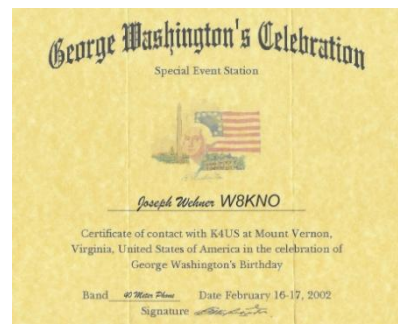 George Washington's Celebration
Special Event Station
Joseph Wehner W8KNO
Certificate of contact with K4US at Mount Vernon,
Virginia, United States of America in the celebration of
George Washington's Birthday
Band 40 Meter Phone Date February 16-17, 2002
Signature